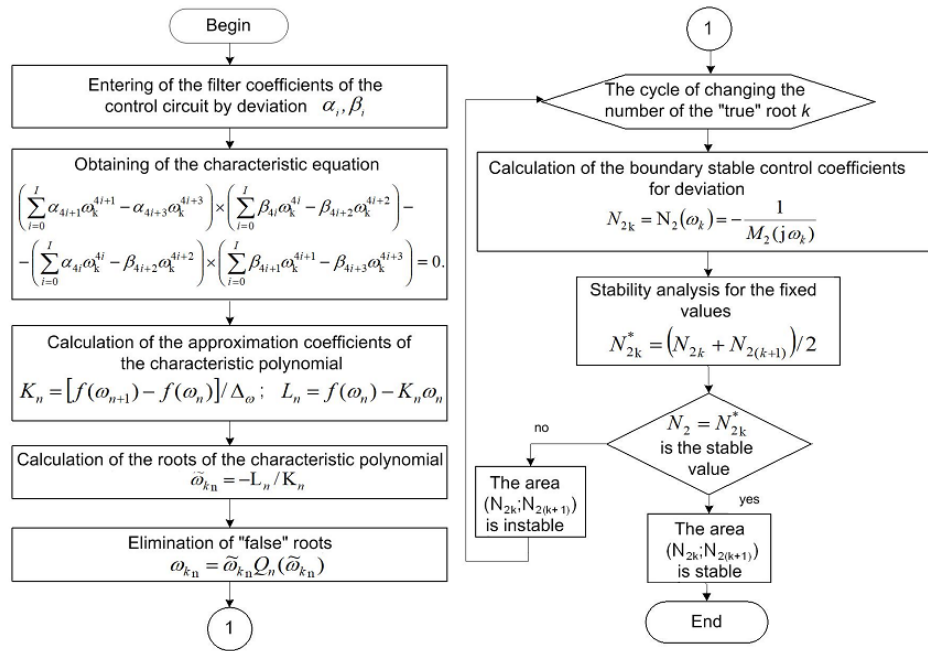 Begin
Entering of the filter coefficients of the
control circuit by deviation α_i, β_i
Obtaining of the characteristic equation
(∑_{i=0}^{I} α_{4i+1}ω_k^{4i+1} − α_{4i+3}ω_k^{4i+3}) × (∑_{i=0}^{I} β_{4i}ω_k^{4i} − β_{4i+2}ω_k^{4i+2}) −
−(∑_{i=0}^{I} α_{4i}ω_k^{4i} − β_{4i+2}ω_k^{4i+2}) × (∑_{i=0}^{I} β_{4i+1}ω_k^{4i+1} − β_{4i+3}ω_k^{4i+3}) = 0.
Calculation of the approximation coefficients of
the characteristic polynomial
K_n = [f(ω_{n+1}) − f(ω_n)]/Δ_ω ; L_n = f(ω_n) − K_nω_n
Calculation of the roots of the characteristic polynomial
ω̃_{kn} = −L_n/K_n
Elimination of "false" roots
ω_{kn} = ω̃_{kn}Q_n(ω̃_{kn})
1
1
The cycle of changing the
number of the "true" root k
Calculation of the boundary stable control coefficients
for deviation
N_{2k} = N_2(ω_k) = − 1/M_2(jω_k)
Stability analysis for the fixed
values
N*_{2k} = (N_{2k} + N_{2(k+1)})/2
N_2 = N*_{2k}
is the stable
value
no
yes
The area
(N_{2k};N_{2(k+1)})
is instable
The area
(N_{2k};N_{2(k+1)})
is stable
End